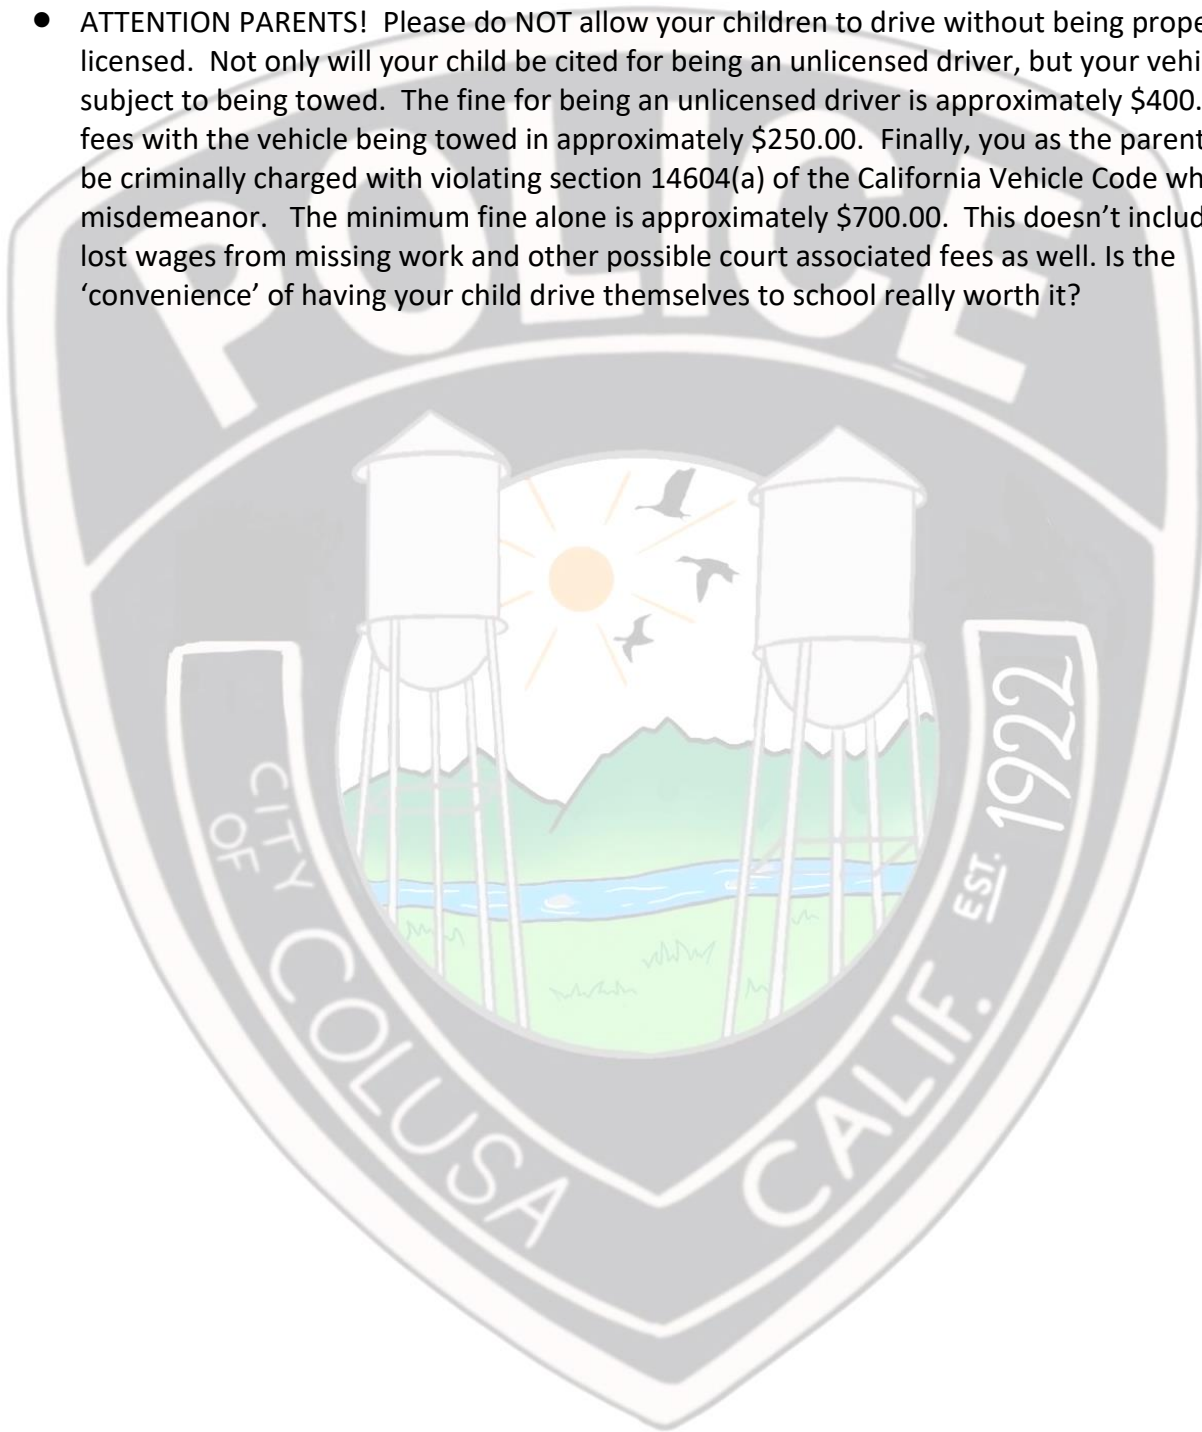 • ATTENTION PARENTS!  Please do NOT allow your children to drive without being
licensed.  Not only will your child be cited for being an unlicensed driver, but your
subject to being towed.  The fine for being an unlicensed driver is approximately $400.
fees with the vehicle being towed in approximately $250.00.  Finally, you as the parent
be criminally charged with violating section 14604(a) of the California Vehicle Code
misdemeanor.   The minimum fine alone is approximately $700.00.  This doesn’t
lost wages from missing work and other possible court associated fees as well. Is the
‘convenience’ of having your child drive themselves to school really worth it?
POLICE
CITY
OF
COLUSA
CALIF.
EST. 1922